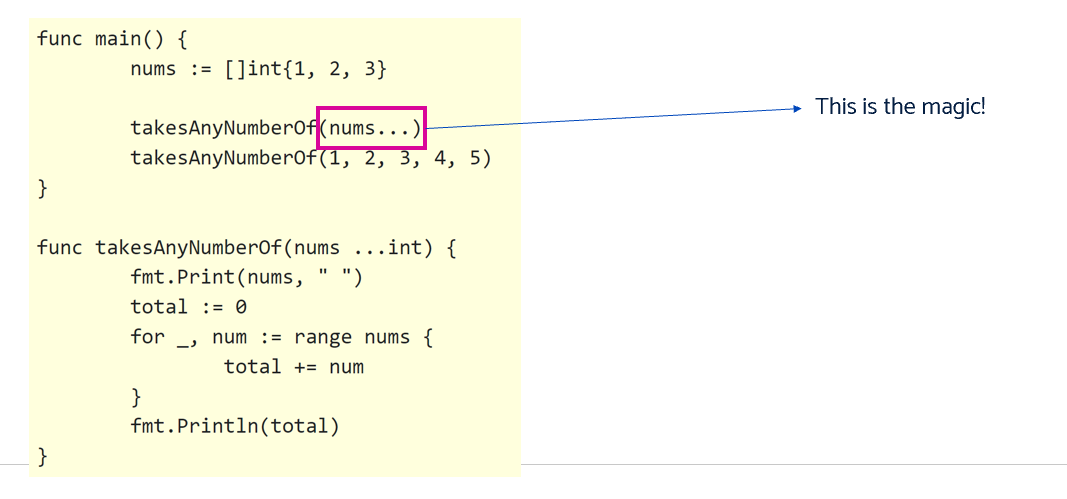 func main() {
nums := []int{1, 2, 3}
takesAnyNumberOf(nums...)
This is the magic!
takesAnyNumberOf(1, 2, 3, 4, 5)
}
func takesAnyNumberOf(nums ...int) {
fmt.Print(nums, " ")
total := 0
for _, num := range nums {
total += num
}
fmt.Println(total)
}